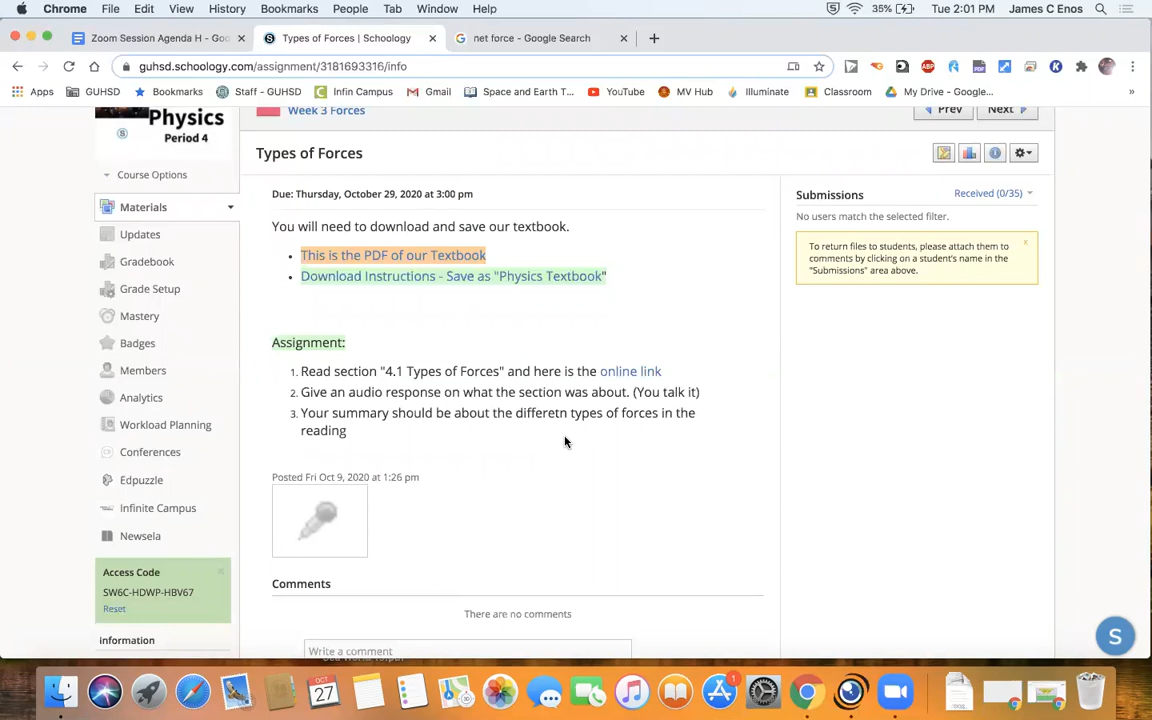 Chrome File Edit View History Bookmarks People Tab Window Help 35% Tue 2:01 PM James C Enos
Zoom Session Agenda H - Goo Types of Forces | Schoology net force - Google Search
guhsd.schoology.com/assignment/3181693316/info
Apps GUHSD Bookmarks Staff - GUHSD Infin Campus Gmail Space and Earth T... YouTube MV Hub Illuminate Classroom My Drive - Google... »
Physics
Period 4
Course Options
Materials
Updates
Gradebook
Grade Setup
Mastery
Badges
Members
Analytics
Workload Planning
Conferences
Edpuzzle
Infinite Campus
Newsela
Access Code
SW6C-HDWP-HBV67
Reset
information
Week 3 Forces
Prev Next
Types of Forces
Due: Thursday, October 29, 2020 at 3:00 pm
You will need to download and save our textbook.
• This is the PDF of our Textbook
• Download Instructions - Save as "Physics Textbook"
Assignment:
1. Read section "4.1 Types of Forces" and here is the online link
2. Give an audio response on what the section was about. (You talk it)
3. Your summary should be about the differetn types of forces in the
reading
Posted Fri Oct 9, 2020 at 1:26 pm
Comments
There are no comments
Write a comment
Submissions
Received (0/35)
No users match the selected filter.
To return files to students, please attach them to
comments by clicking on a student's name in the
"Submissions" area above.
x
S
OCT
27
1